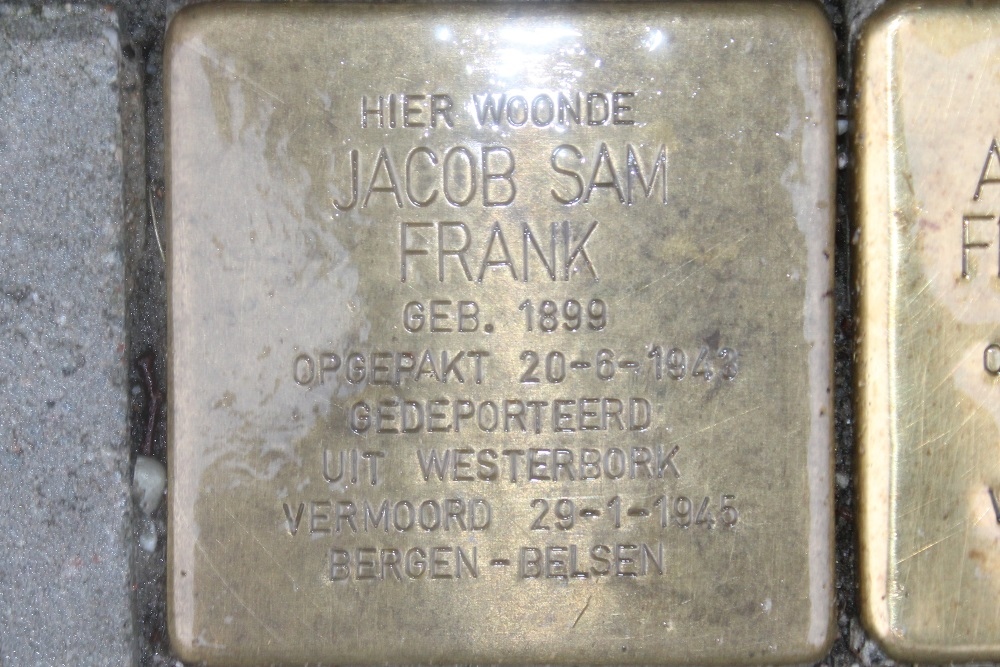 HIER WOONDE
JACOB SAM
FRANK
GEB. 1899
OPGEPAKT 20-6-1943
GEDEPORTEERD
UIT WESTERBORK
VERMOORD 29-1-1945
BERGEN-BELSEN